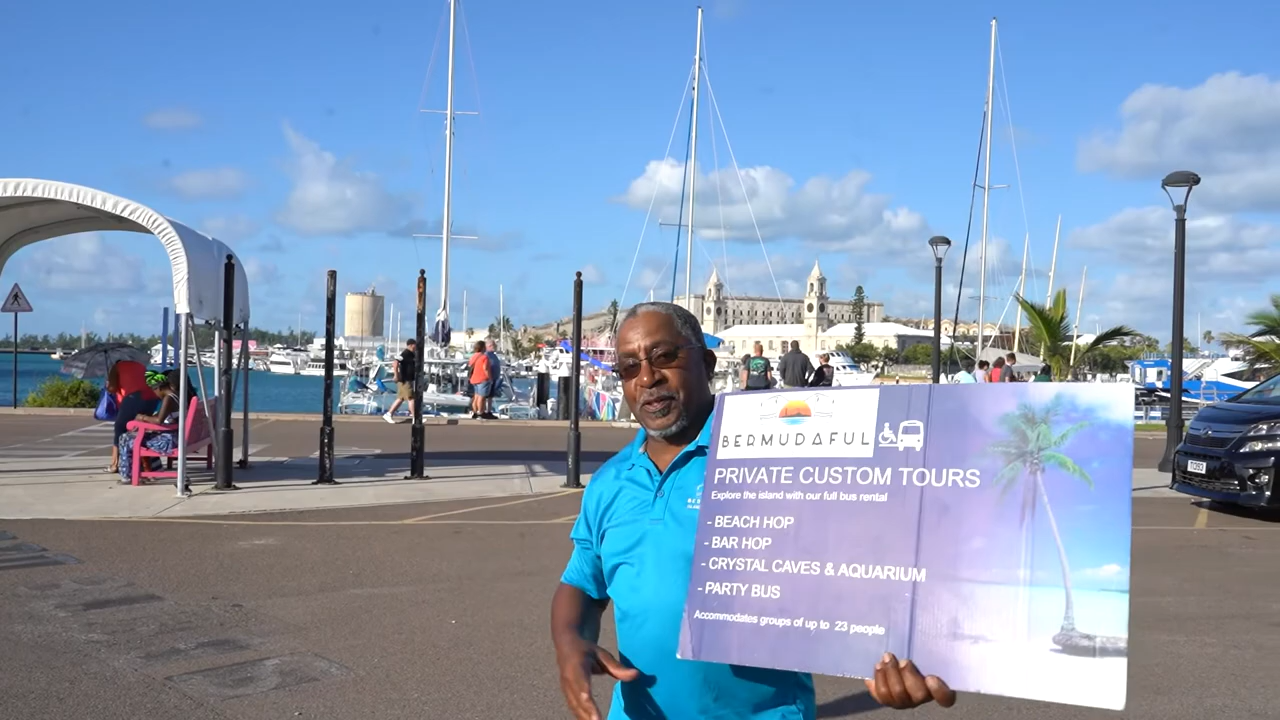 BERMUDAFUL
PRIVATE CUSTOM TOURS
Explore the island with our full bus rental
- BEACH HOP
- BAR HOP
- CRYSTAL CAVES & AQUARIUM
- PARTY BUS
Accommodates groups of up to 23 people